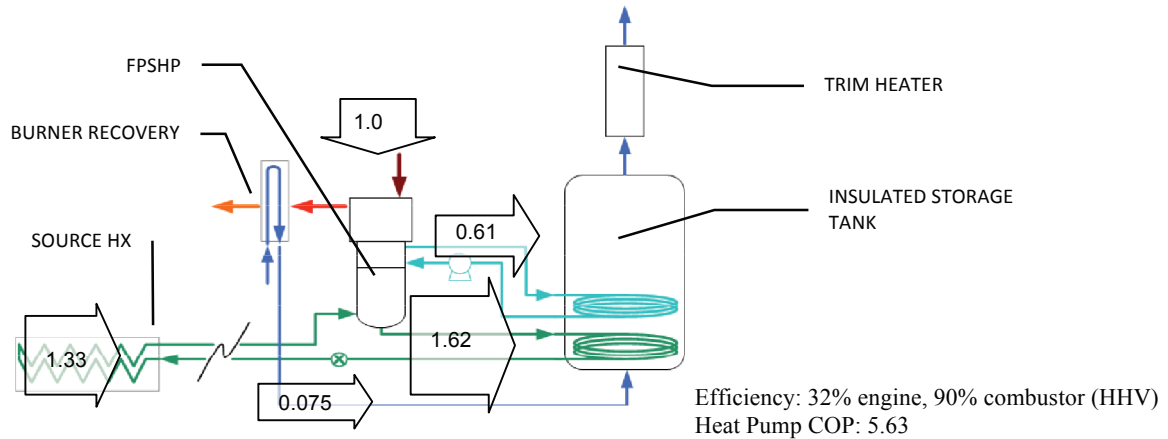 FPSHP
TRIM HEATER
1.0
BURNER RECOVERY
INSULATED STORAGE
TANK
0.61
SOURCE HX
1.33
1.62
0.075
Efficiency: 32% engine, 90% combustor (HHV)
Heat Pump COP: 5.63